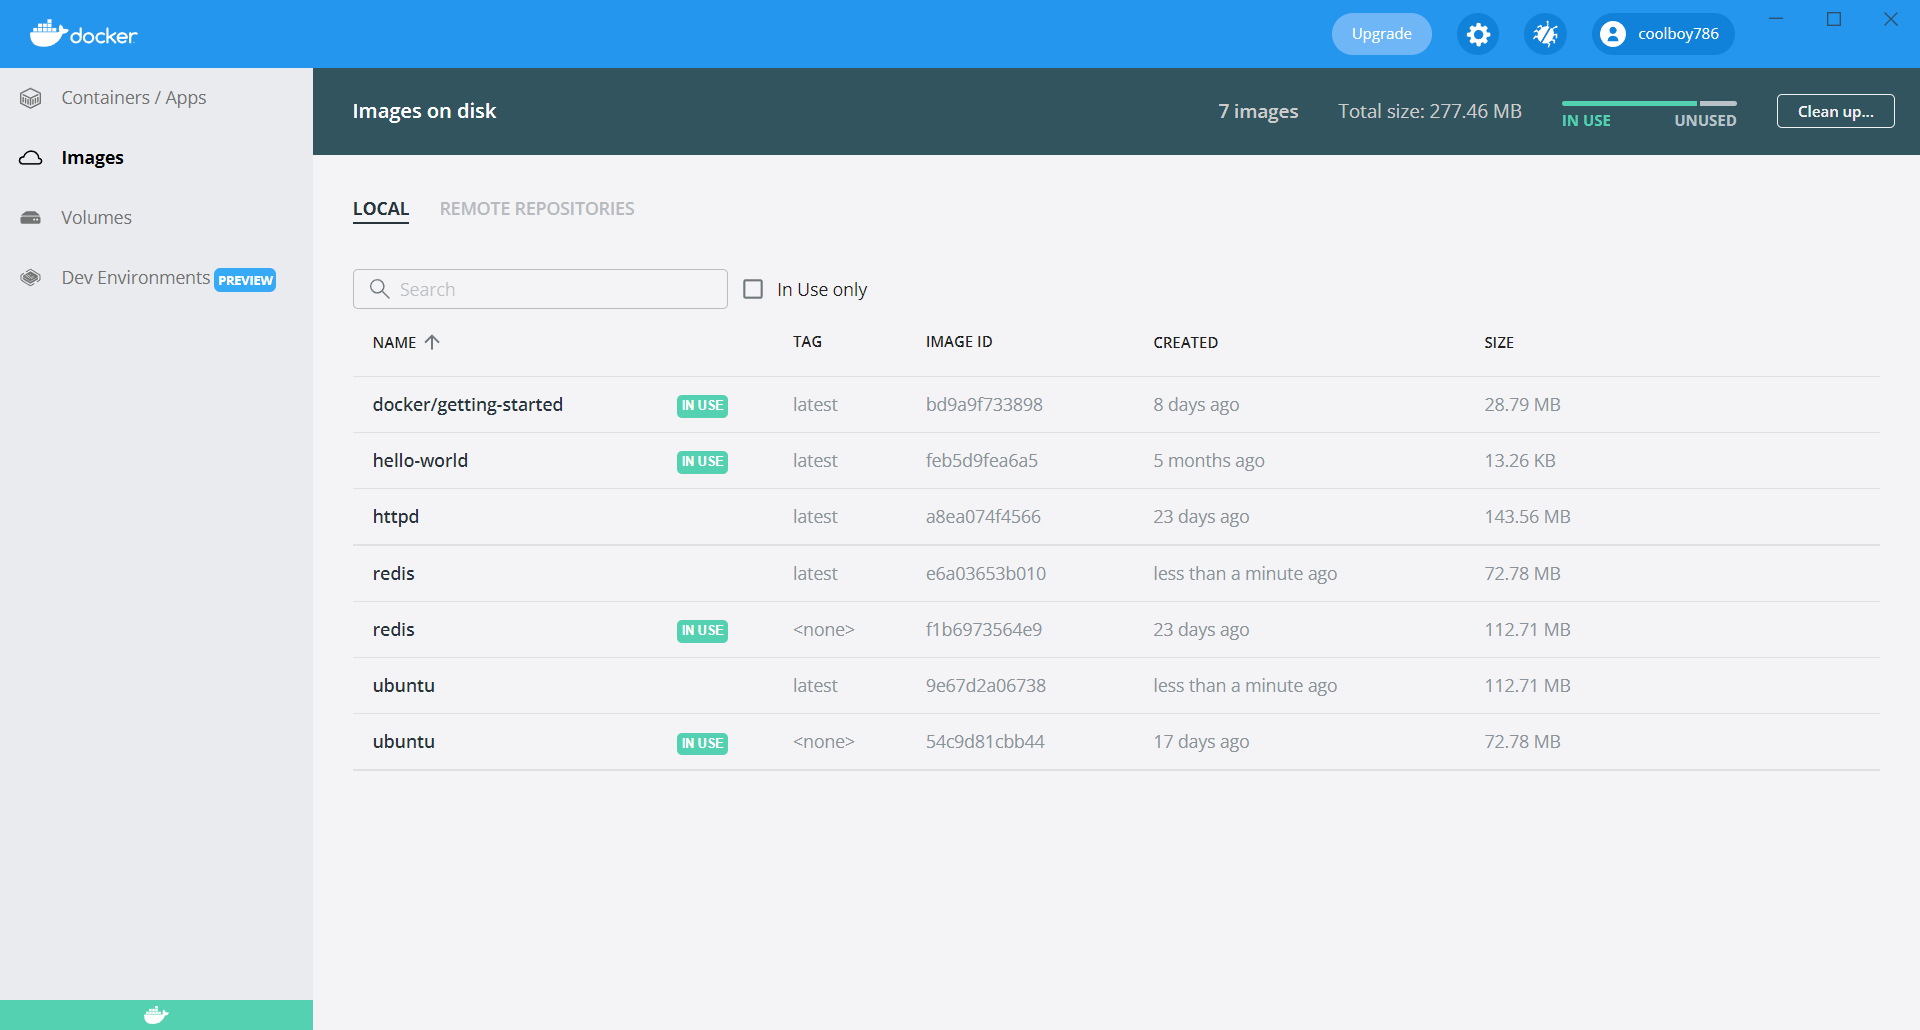 docker
Upgrade
coolboy786
Containers / Apps
Images
Volumes
Dev Environments PREVIEW
Images on disk
7 images
Total size: 277.46 MB
IN USE
UNUSED
Clean up...
LOCAL
REMOTE REPOSITORIES
Search
In Use only
NAME TAG IMAGE ID CREATED SIZE
docker/getting-started IN USE latest bd9a9f733898 8 days ago 28.79 MB
hello-world IN USE latest feb5d9fea6a5 5 months ago 13.26 KB
httpd latest a8ea074f4566 23 days ago 143.56 MB
redis latest e6a03653b010 less than a minute ago 72.78 MB
redis IN USE <none> f1b6973564e9 23 days ago 112.71 MB
ubuntu latest 9e67d2a06738 less than a minute ago 112.71 MB
ubuntu IN USE <none> 54c9d81cbb44 17 days ago 72.78 MB